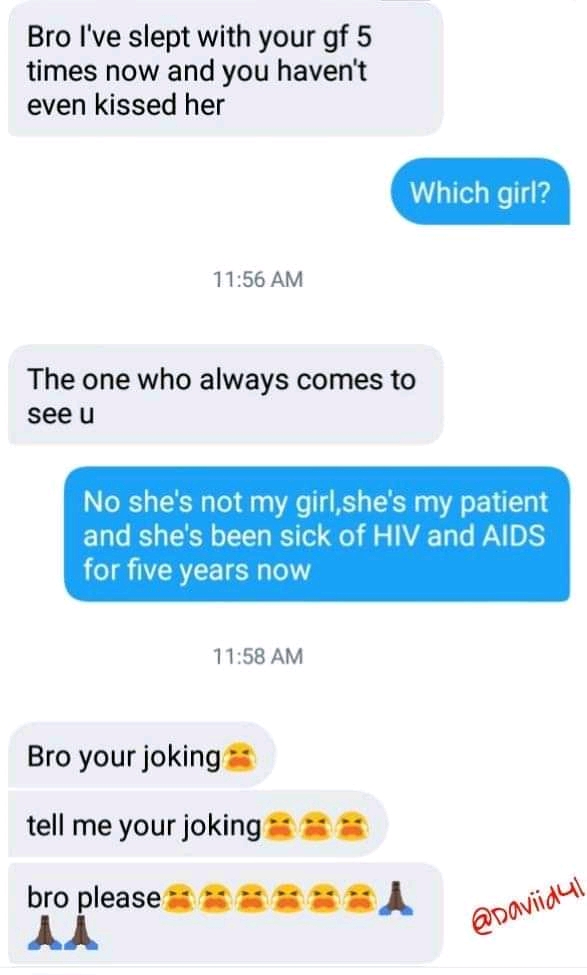 Bro I've slept with your gf 5
times now and you haven't
even kissed her
Which girl?
11:56 AM
The one who always comes to
see u
No she's not my girl,she's my patient
and she's been sick of HIV and AIDS
for five years now
11:58 AM
Bro your joking😫
tell me your joking😫😫😫
bro please😫😫😫😫😫😫🙏🏿
🙏🏿🙏🏿
@Daviid41